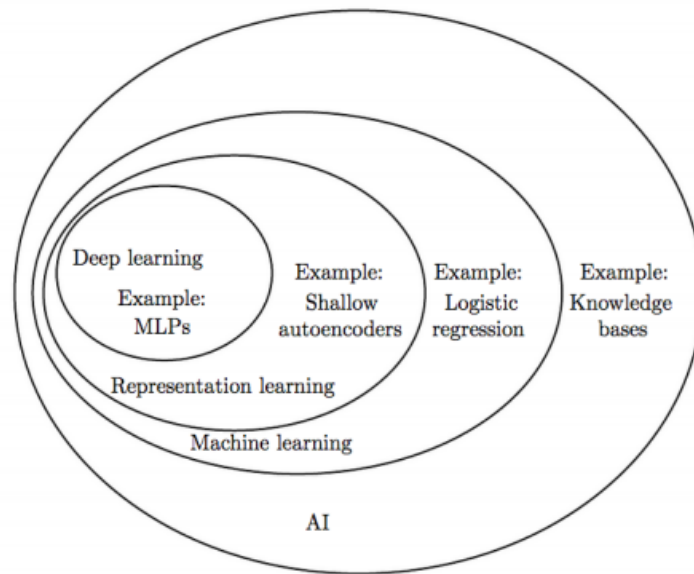 Deep learning
Example:
MLPs
Example:
Shallow
autoencoders
Example:
Logistic
regression
Example:
Knowledge
bases
Representation learning
Machine learning
AI